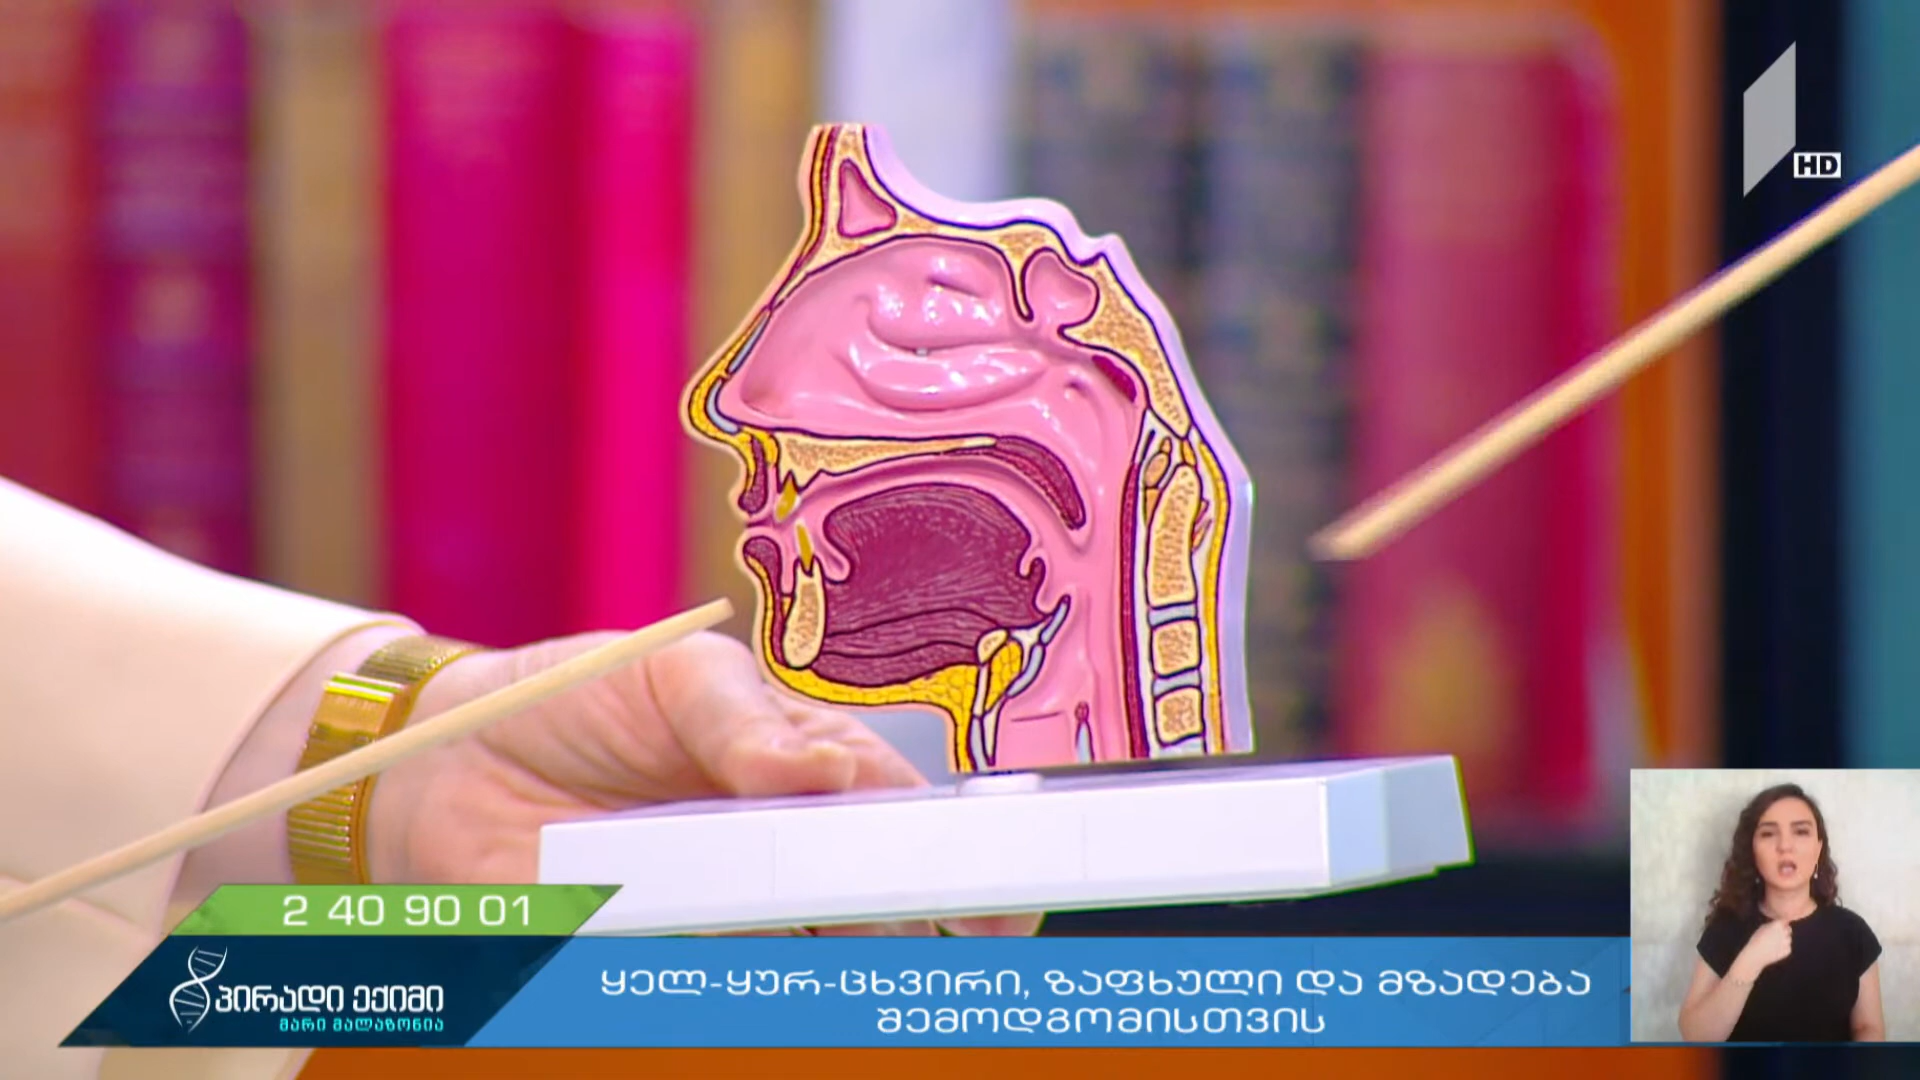 HD
2 40 90 01
პირადი ექიმი
მარი მალაზონია
ყელ-ყურ-ცხვირი, ზაფხული და მზადება
შემოდგომისთვის